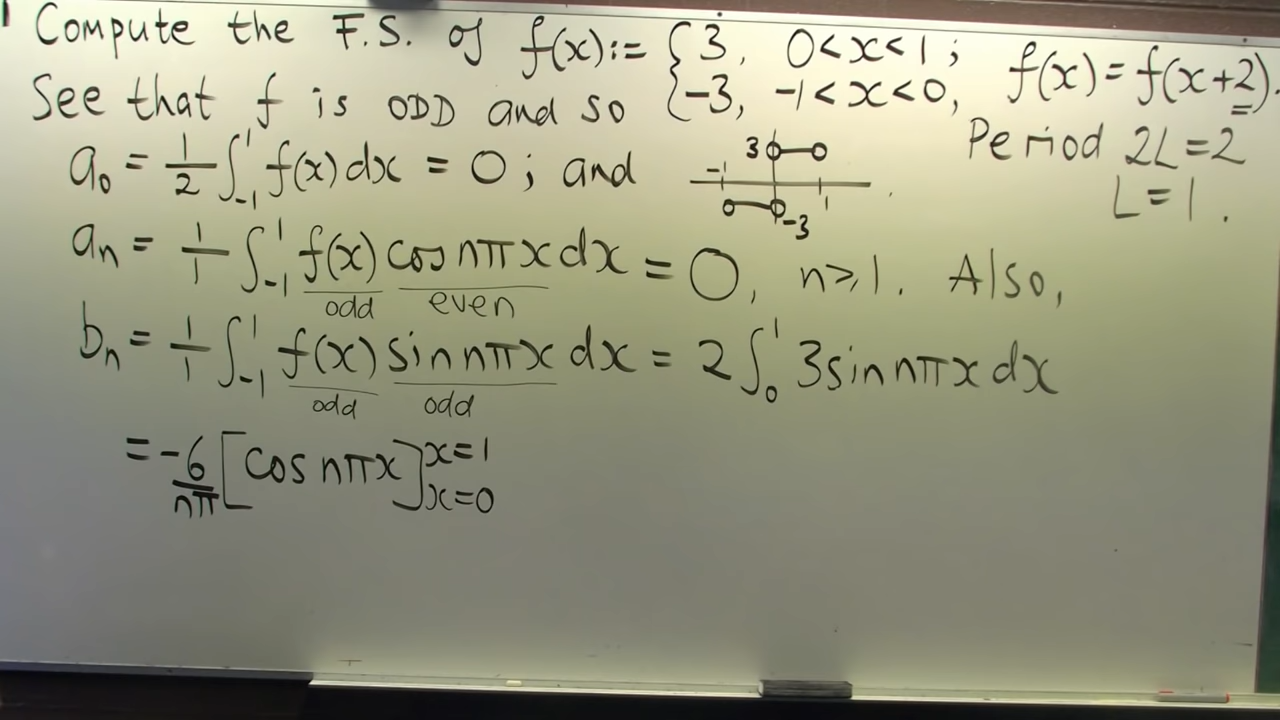 Compute the F.S. of f(x):= { 3, 0<x<1; f(x)=f(x+2).
See that f is ODD and so { -3, -1<x<0,
Period 2L=2
L=1.
a₀ = 1/2 ∫₋₁¹ f(x)dx = 0; and
3
-1
1
-3
aₙ = 1/1 ∫₋₁¹ f(x) cos nπx dx = 0, n≥1. Also,
odd even
bₙ = 1/1 ∫₋₁¹ f(x) sin nπx dx = 2∫₀¹ 3sin nπx dx
odd odd
= -6/nπ [cos nπx] x=1
x=0